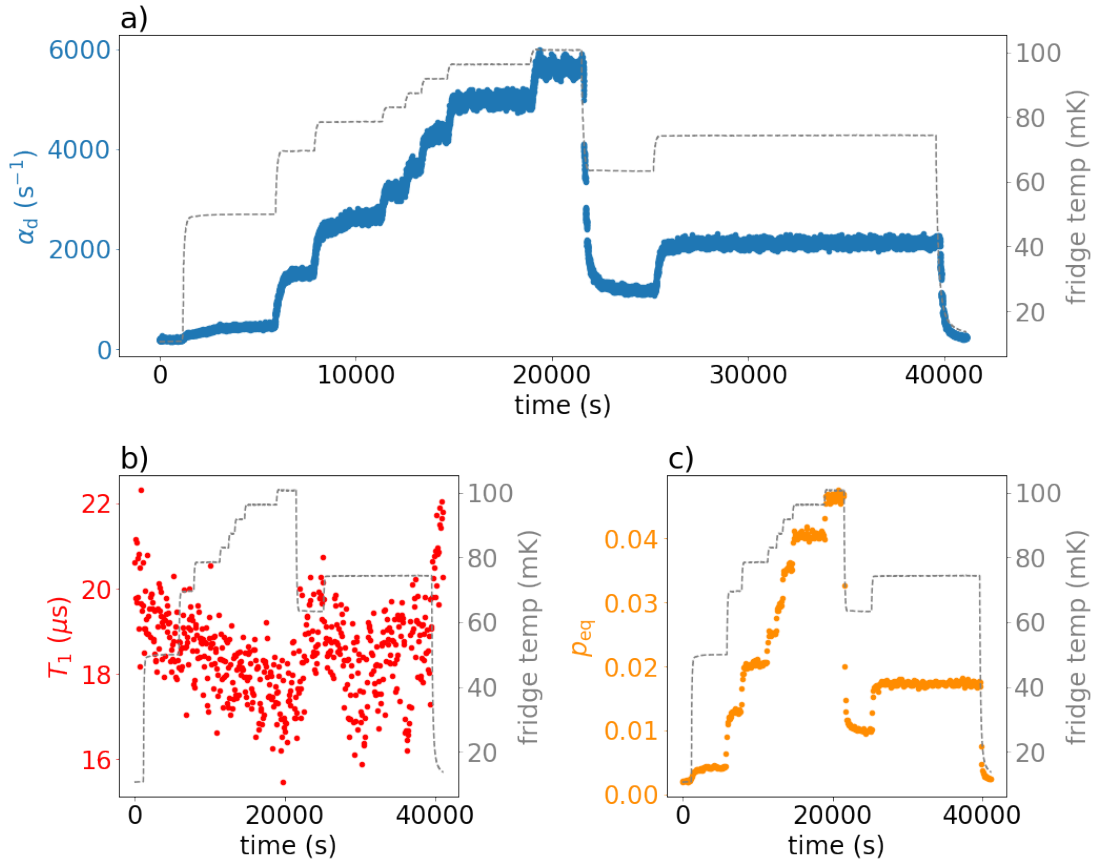 a)
6000
4000
2000
0
α_d (s⁻¹)
100
80
60
40
20
fridge temp (mK)
0 10000 20000 30000 40000
time (s)
b)
22
20
18
16
T₁ (μs)
100
80
60
40
20
fridge temp (mK)
0 20000 40000
time (s)
c)
0.04
0.03
0.02
0.01
0.00
p_eq
100
80
60
40
20
fridge temp (mK)
0 20000 40000
time (s)